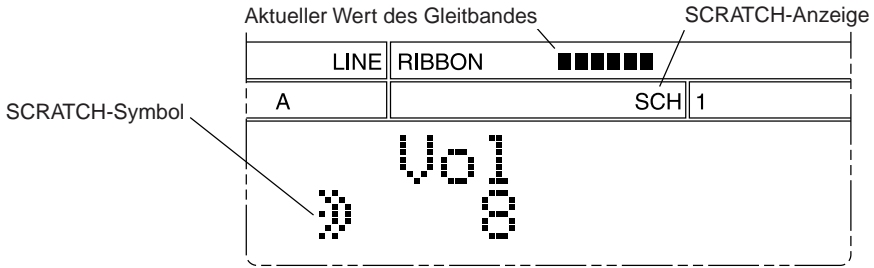 Aktueller Wert des Gleitbandes SCRATCH-Anzeige
LINE RIBBON
A SCH 1
SCRATCH-Symbol
Vol
8